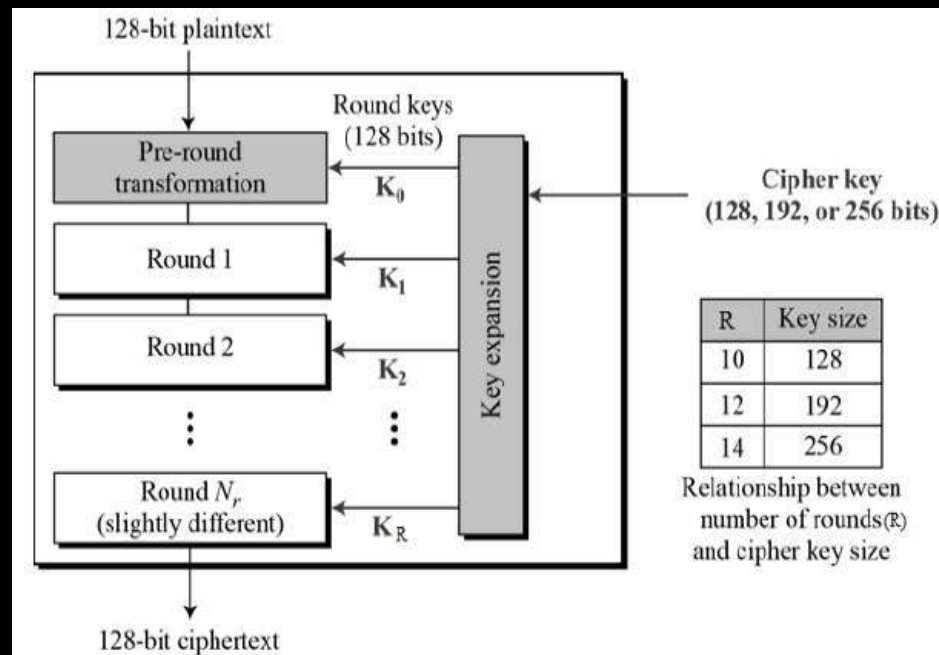 128-bit plaintext
Round keys
(128 bits)
Pre-round
transformation
K₀
Cipher key
(128, 192, or 256 bits)
Round 1
K₁
Round 2
K₂
Key expansion
Round Nᵣ
(slightly different)
K_R
R Key size
10 128
12 192
14 256
Relationship between
number of rounds(R)
and cipher key size
128-bit ciphertext